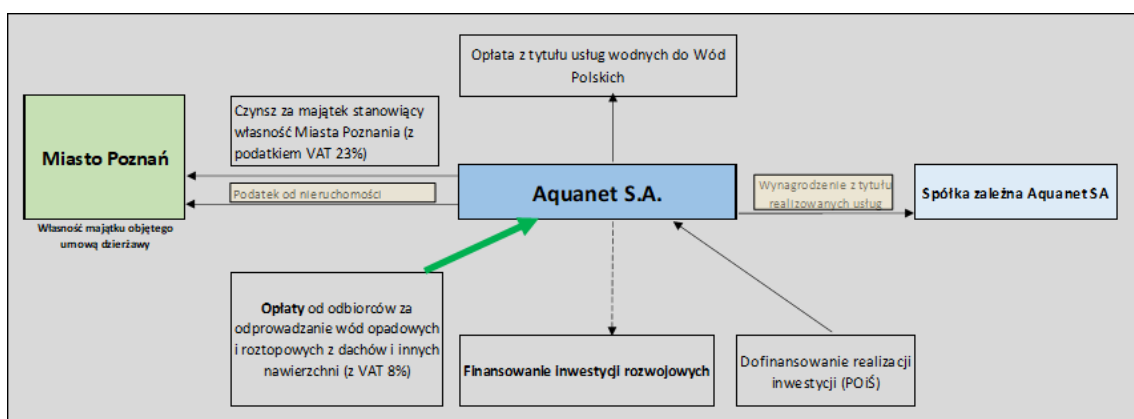 Opłata z tytułu usług wodnych do Wód
Polskich
Czynsz za majątek stanowiący
własność Miasta Poznania (z
podatkiem VAT 23%)
Miasto Poznań
Podatek od nieruchomości
Aquanet S.A.
Wynagrodzenie z tytułu
realizowanych usług
Spółka zależna Aquanet SA
Własność majątku objętego
umową dzierżawy
Opłaty od odbiorców za
odprowadzanie wód opadowych
i roztopowych z dachów i innych
nawierzchni (z VAT 8%)
Finansowanie inwestycji rozwojowych
Dofinansowanie realizacji
inwestycji (POIŚ)